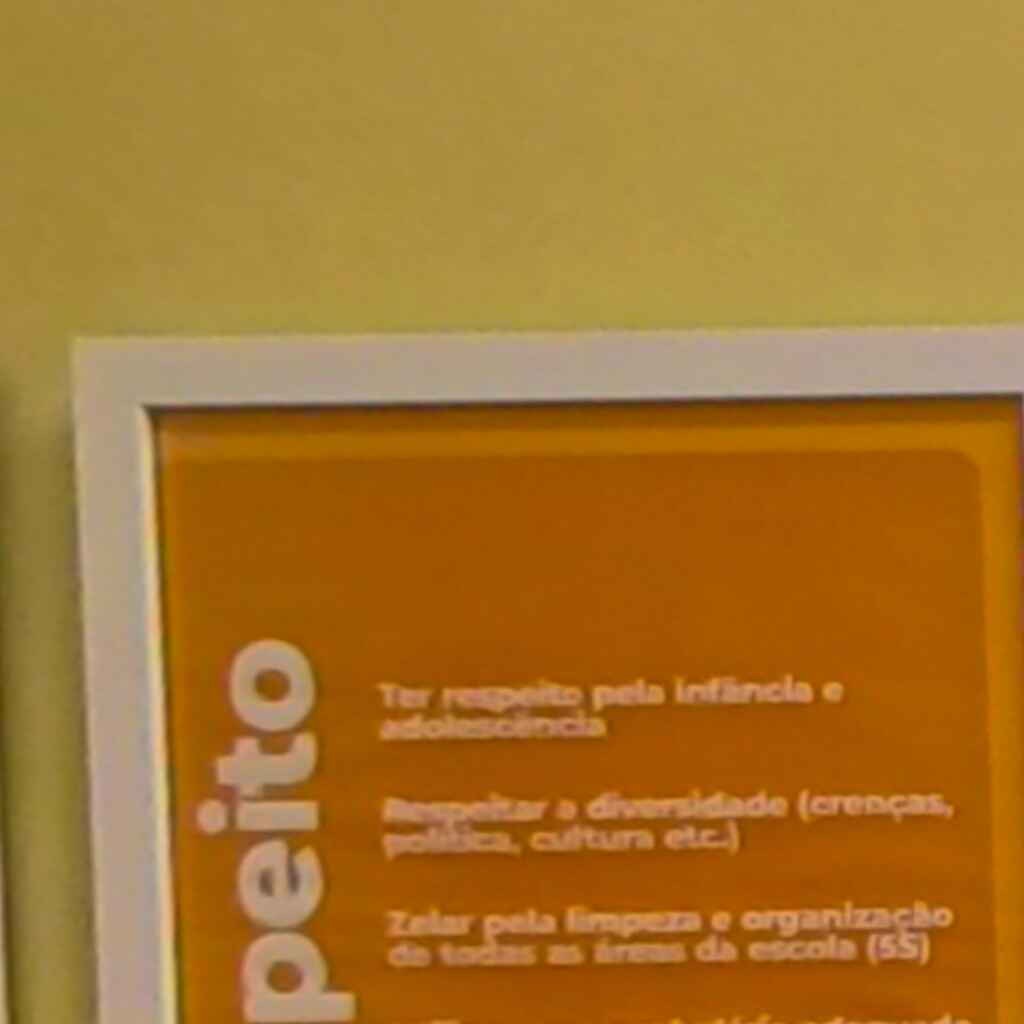 peito
Ter respeito pela infância e
adolescência
Respeitar a diversidade (crenças,
política, cultura etc.)
Zelar pela limpeza e organização
de todas as áreas da escola (5S)